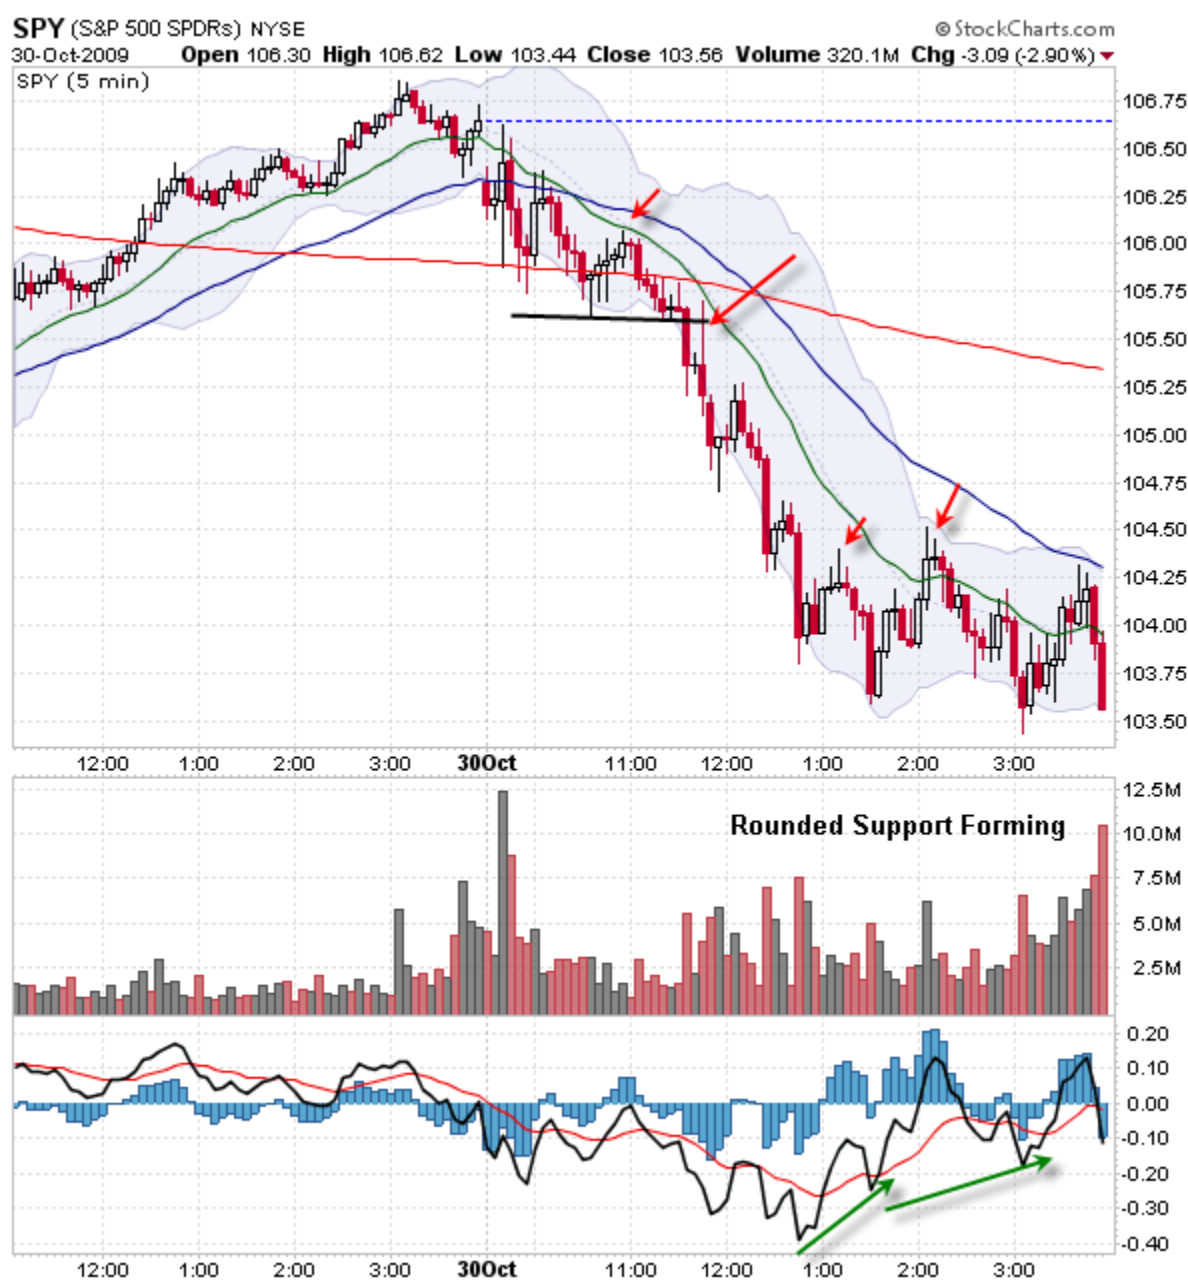 SPY (S&P 500 SPDRs) NYSE © StockCharts.com
30-Oct-2009 Open 106.30 High 106.62 Low 103.44 Close 103.56 Volume 320.1M Chg -3.09 (-2.90%)
SPY (5 min)
106.75
106.50
106.25
106.00
105.75
105.50
105.25
105.00
104.75
104.50
104.25
104.00
103.75
103.50
12:00 1:00 2:00 3:00 30Oct 11:00 12:00 1:00 2:00 3:00
12.5M
Rounded Support Forming
10.0M
7.5M
5.0M
2.5M
0.20
0.10
0.00
-0.10
-0.20
-0.30
-0.40
12:00 1:00 2:00 3:00 30Oct 11:00 12:00 1:00 2:00 3:00